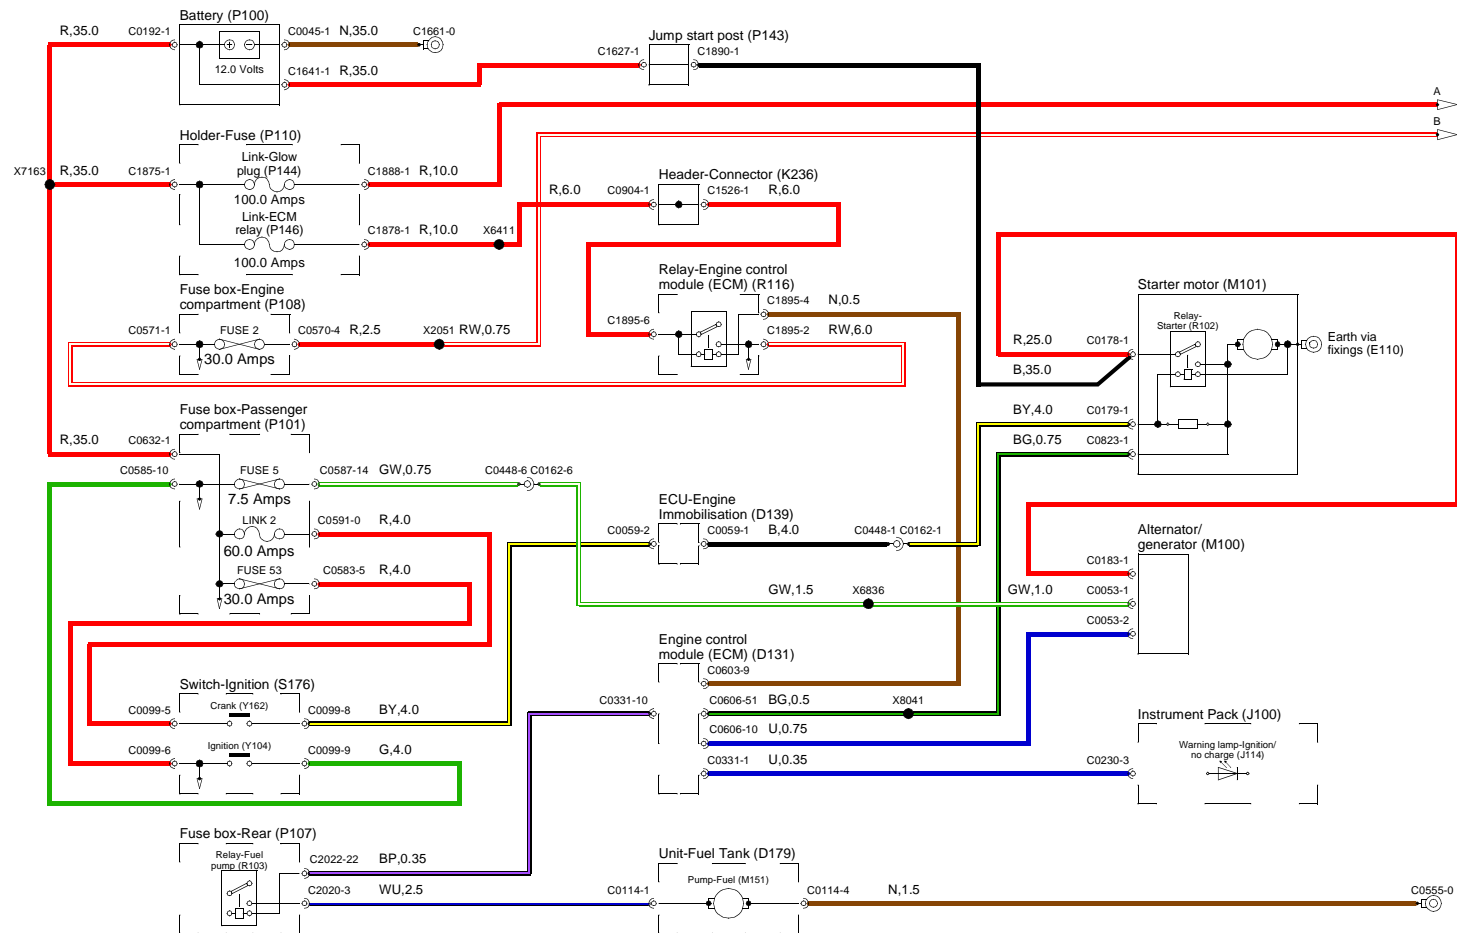 Battery (P100)
R,35.0 C0192-1 C0045-1 N,35.0 C1661-0
12.0 Volts
C1641-1 R,35.0
Jump start post (P143)
C1627-1 C1890-1
A
B
Holder-Fuse (P110)
X7163 R,35.0 C1875-1
Link-Glow
plug (P144)
100.0 Amps
C1888-1 R,10.0
Link-ECM
relay (P146)
100.0 Amps
C1878-1 R,10.0 X6411
Header-Connector (K236)
R,6.0 C0904-1 C1526-1 R,6.0
Fuse box-Engine
compartment (P108)
C0571-1 FUSE 2 C0570-4 R,2.5 X2051 RW,0.75
30.0 Amps
Relay-Engine control
module (ECM) (R116)
C1895-4 N,0.5
C1895-6 C1895-2 RW,6.0
Starter motor (M101)
Relay-
Starter (R102)
R,25.0 C0178-1
B,35.0
Earth via
fixings (E110)
BY,4.0 C0179-1
BG,0.75 C0823-1
Fuse box-Passenger
compartment (P101)
R,35.0 C0632-1
C0585-10 FUSE 5 C0587-14 GW,0.75 C0448-6 C0162-6
7.5 Amps
LINK 2 C0591-0 R,4.0
60.0 Amps
FUSE 53 C0583-5 R,4.0
30.0 Amps
ECU-Engine
Immobilisation (D139)
C0059-2 C0059-1 B,4.0 C0448-1 C0162-1
Alternator/
generator (M100)
C0183-1
GW,1.5 X6836 GW,1.0 C0053-1
C0053-2
Engine control
module (ECM) (D131)
C0603-9
C0331-10 C0606-51 BG,0.5 X8041
C0606-10 U,0.75
C0331-1 U,0.35 C0230-3
Switch-Ignition (S176)
C0099-5 Crank (Y162) C0099-8 BY,4.0
C0099-6 Ignition (Y104) C0099-9 G,4.0
Instrument Pack (J100)
Warning lamp-Ignition/
no charge (J114)
Fuse box-Rear (P107)
Relay-Fuel
pump (R103)
C2022-22 BP,0.35
C2020-3 WU,2.5
Unit-Fuel Tank (D179)
C0114-1 Pump-Fuel (M151) C0114-4 N,1.5 C0555-0